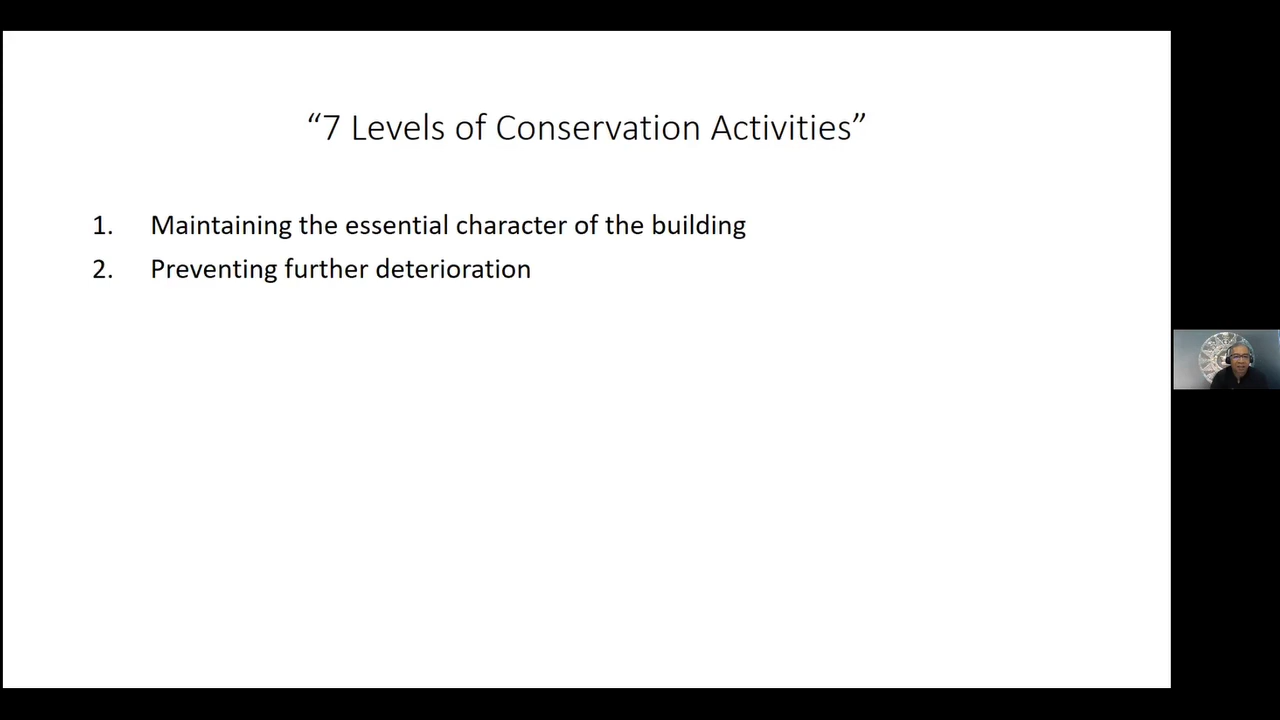 “7 Levels of Conservation Activities”
1. Maintaining the essential character of the building
2. Preventing further deterioration